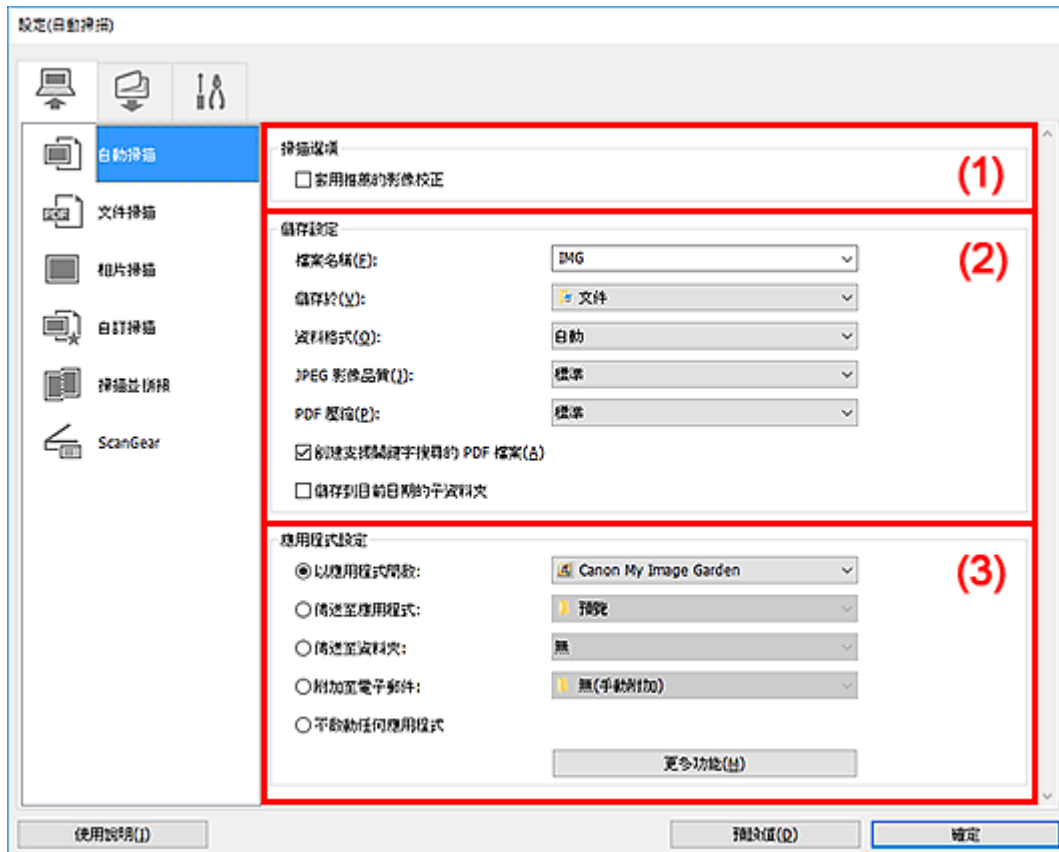 設定(自動掃描)
自動掃描
文件掃描
相片掃描
自訂掃描
掃描並併接
ScanGear
掃描選項
套用推薦的影像校正
(1)
儲存設定
(2)
檔案名稱(F): IMG
儲存於(V): 文件
資料格式(O): 自動
JPEG 影像品質(J): 標準
PDF 壓縮(P): 標準
創建支援關鍵字搜尋的 PDF 檔案(A)
儲存到目前日期的子資料夾
應用程式設定
(3)
以應用程式開啟: Canon My Image Garden
傳送至應用程式: 預覽
傳送至資料夾: 無
附加至電子郵件: 無(手動附加)
不啟動任何應用程式
更多功能(M)
使用說明(I)
預設值(D)
確定